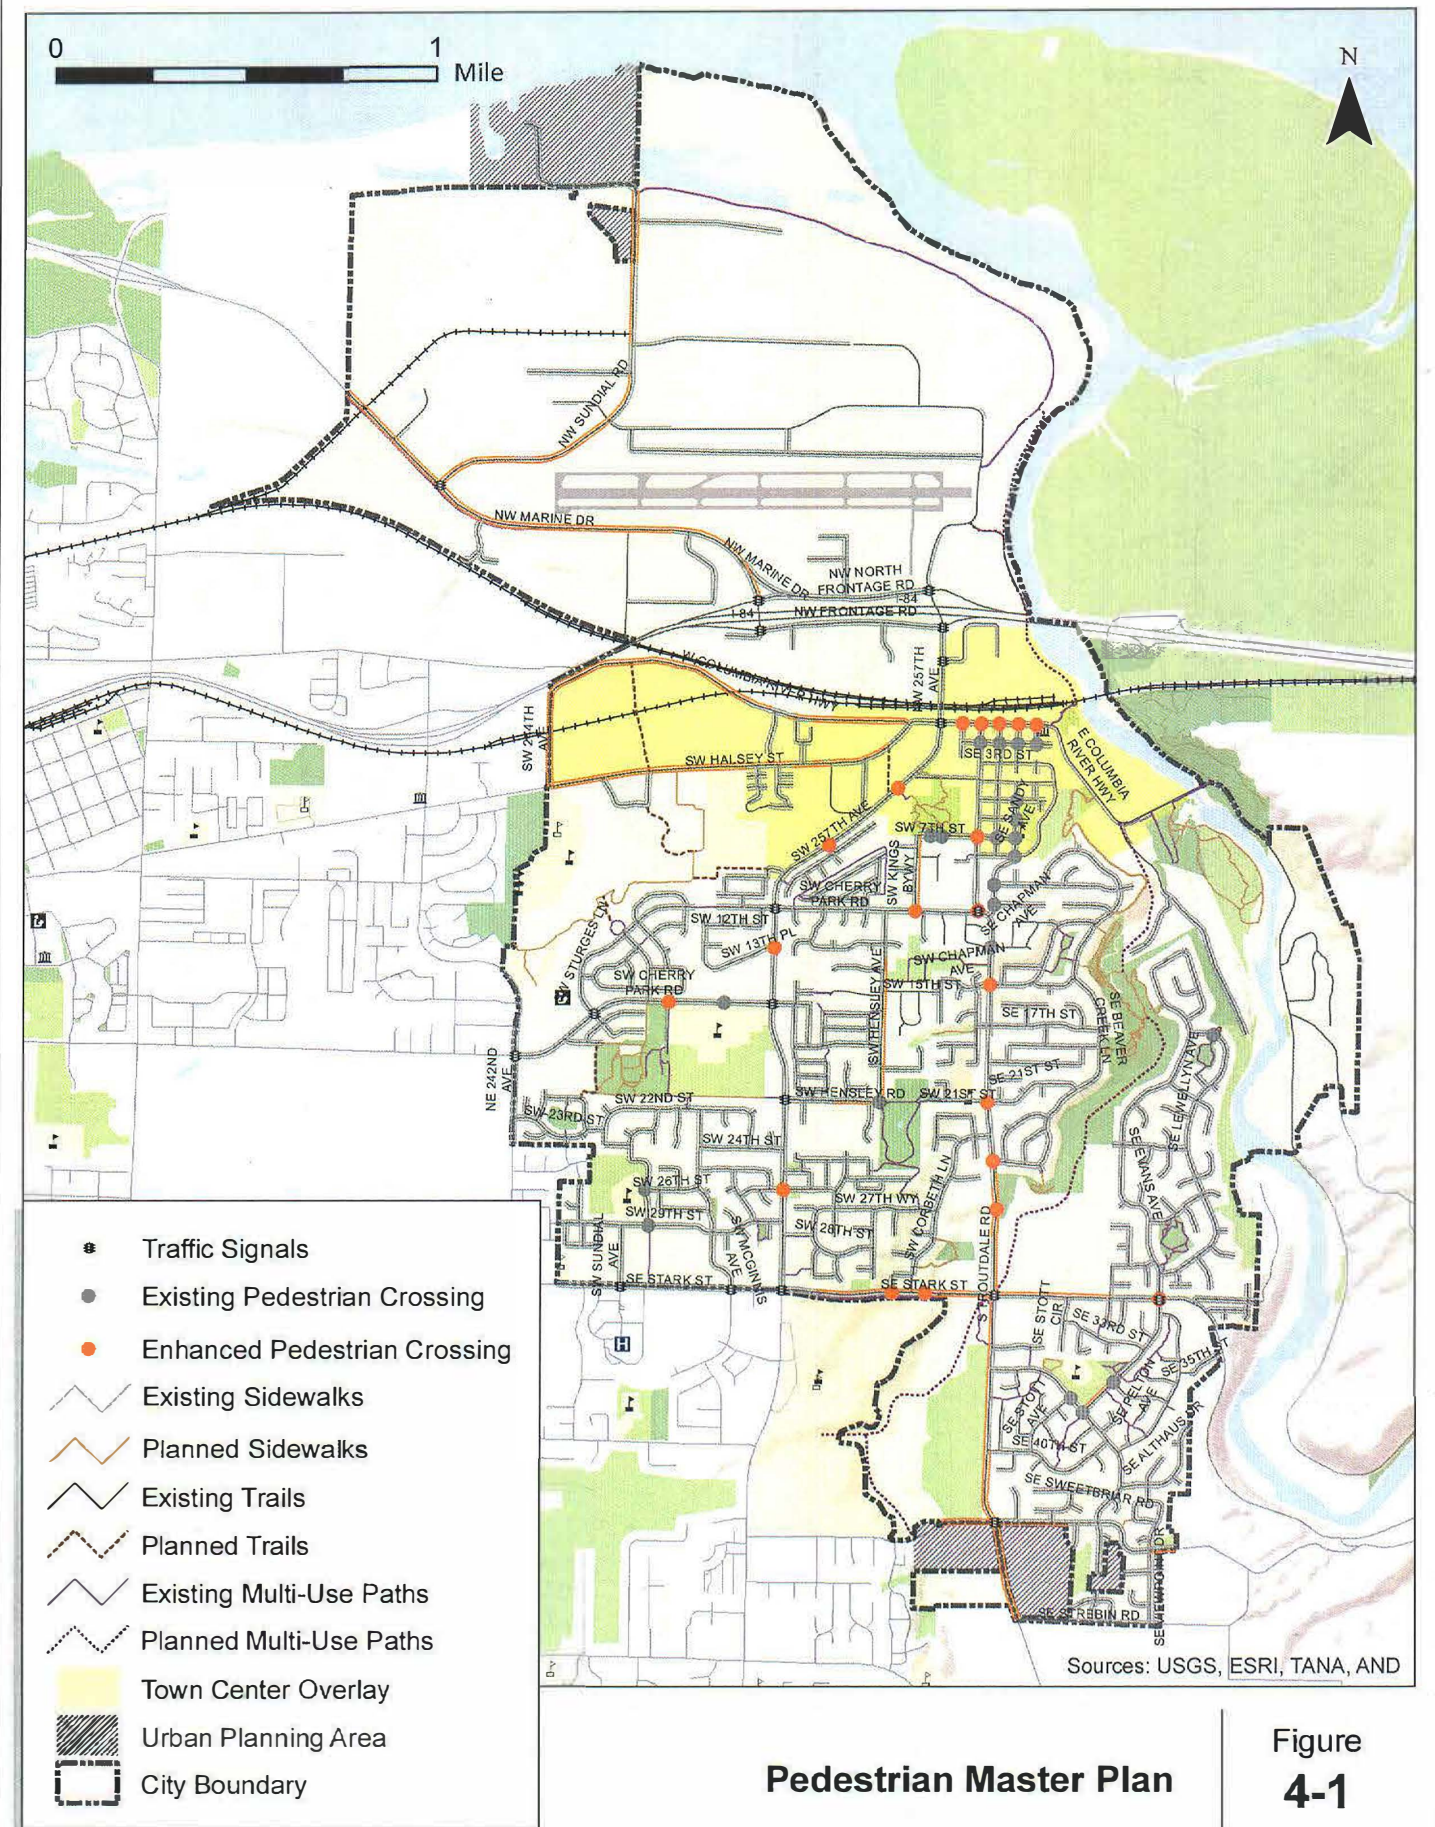 0 1
Mile
N
NW SUNDIAL RD
NW MARINE DR
NW MARINE DR
NW NORTH
FRONTAGE RD
I-84
I-84
NW FRONTAGE RD
W COLUMBIA RIVER HWY
NW 257TH
AVE
SW 244TH
AVE
SW HALSEY ST
SE 3RD ST
E COLUMBIA
RIVER HWY
SE SANDY
AVE
SW 257TH AVE
SW 7TH ST
SW KINGS
BYWY
SW CHERRY
PARK RD
SE CHAPMAN
AVE
SW 12TH ST
SW 13TH PL
SW STURGES LN
SW CHAPMAN
AVE
SW CHERRY
PARK RD
SW 15TH ST
SW HENSLEY AVE
SE 17TH ST
SE BEAVER
CREEK LN
SE LEWELLYN AVE
NE 242ND
AVE
SE 21ST ST
SW 22ND ST
SW HENSLEY RD
SW 21ST ST
SW 23RD ST
SW 24TH ST
SE EVANS AVE
SW 26TH ST
SW 27TH WY
SW CORBETH LN
SW 29TH ST
SW 28TH ST
SW SUNDIAL
AVE
SW MCGINNIS
AVE
S TROUTDALE RD
SE STARK ST
SE STARK ST
SE STOTT
CIR
SE 33RD ST
SE 35TH ST
H
SE STOTT
AVE
SE PELTON
AVE
SE 40TH ST
SE ALTHAUS DR
SE SWEETBRIAR RD
SE STREBIN RD
Sources: USGS, ESRI, TANA, AND
Traffic Signals
Existing Pedestrian Crossing
Enhanced Pedestrian Crossing
Existing Sidewalks
Planned Sidewalks
Existing Trails
Planned Trails
Existing Multi-Use Paths
Planned Multi-Use Paths
Town Center Overlay
Urban Planning Area
City Boundary
Pedestrian Master Plan
Figure
4-1